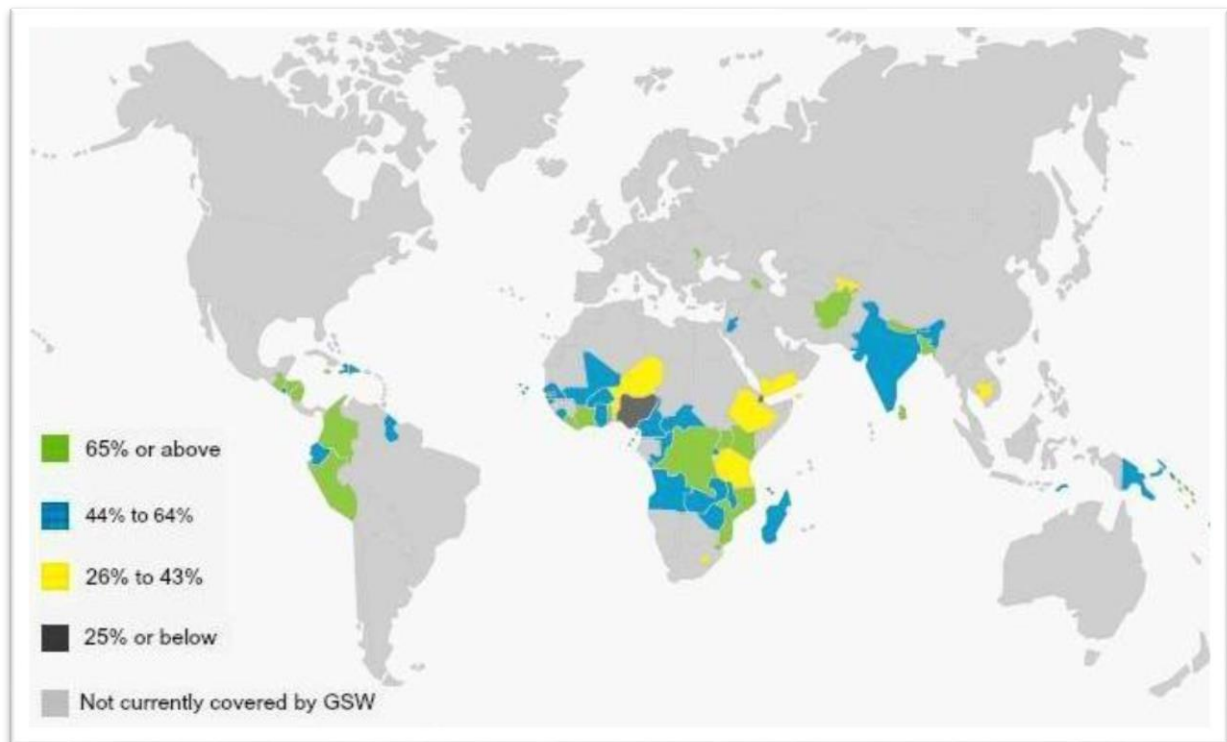 65% or above
44% to 64%
26% to 43%
25% or below
Not currently covered by GSW